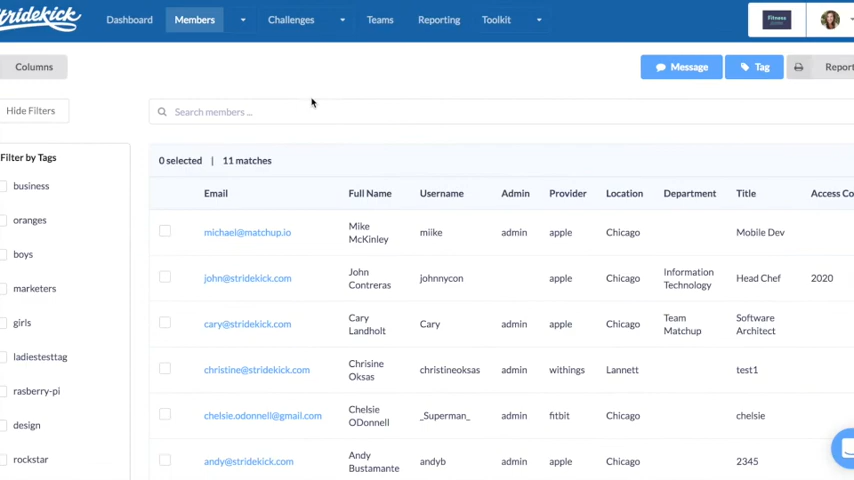 stridekick Dashboard Members Challenges Teams Reporting Toolkit Fitness
Columns Message Tag Report
Hide Filters Search members ...
Filter by Tags
business
oranges
boys
marketers
girls
ladiestesttag
rasberry-pi
design
rockstar
0 selected | 11 matches
Email Full Name Username Admin Provider Location Department Title Access Co
michael@matchup.io Mike McKinley miike admin apple Chicago Mobile Dev
john@stridekick.com John Contreras johnnycon apple Chicago Information Technology Head Chef 2020
cary@stridekick.com Cary Landholt Cary admin apple Chicago Team Matchup Software Architect
christine@stridekick.com Chrisine Oksas christineoksas admin withings Lannett test1
chelsie.odonnell@gmail.com Chelsie ODonnell _Superman_ admin fitbit Chicago chelsie
andy@stridekick.com Andy Bustamante andyb admin apple Chicago 2345